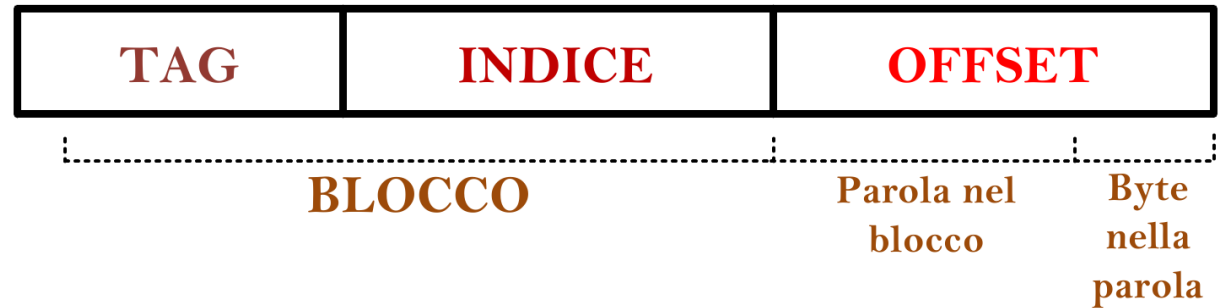 TAG INDICE OFFSET
BLOCCO
Parola nel
blocco
Byte
nella
parola